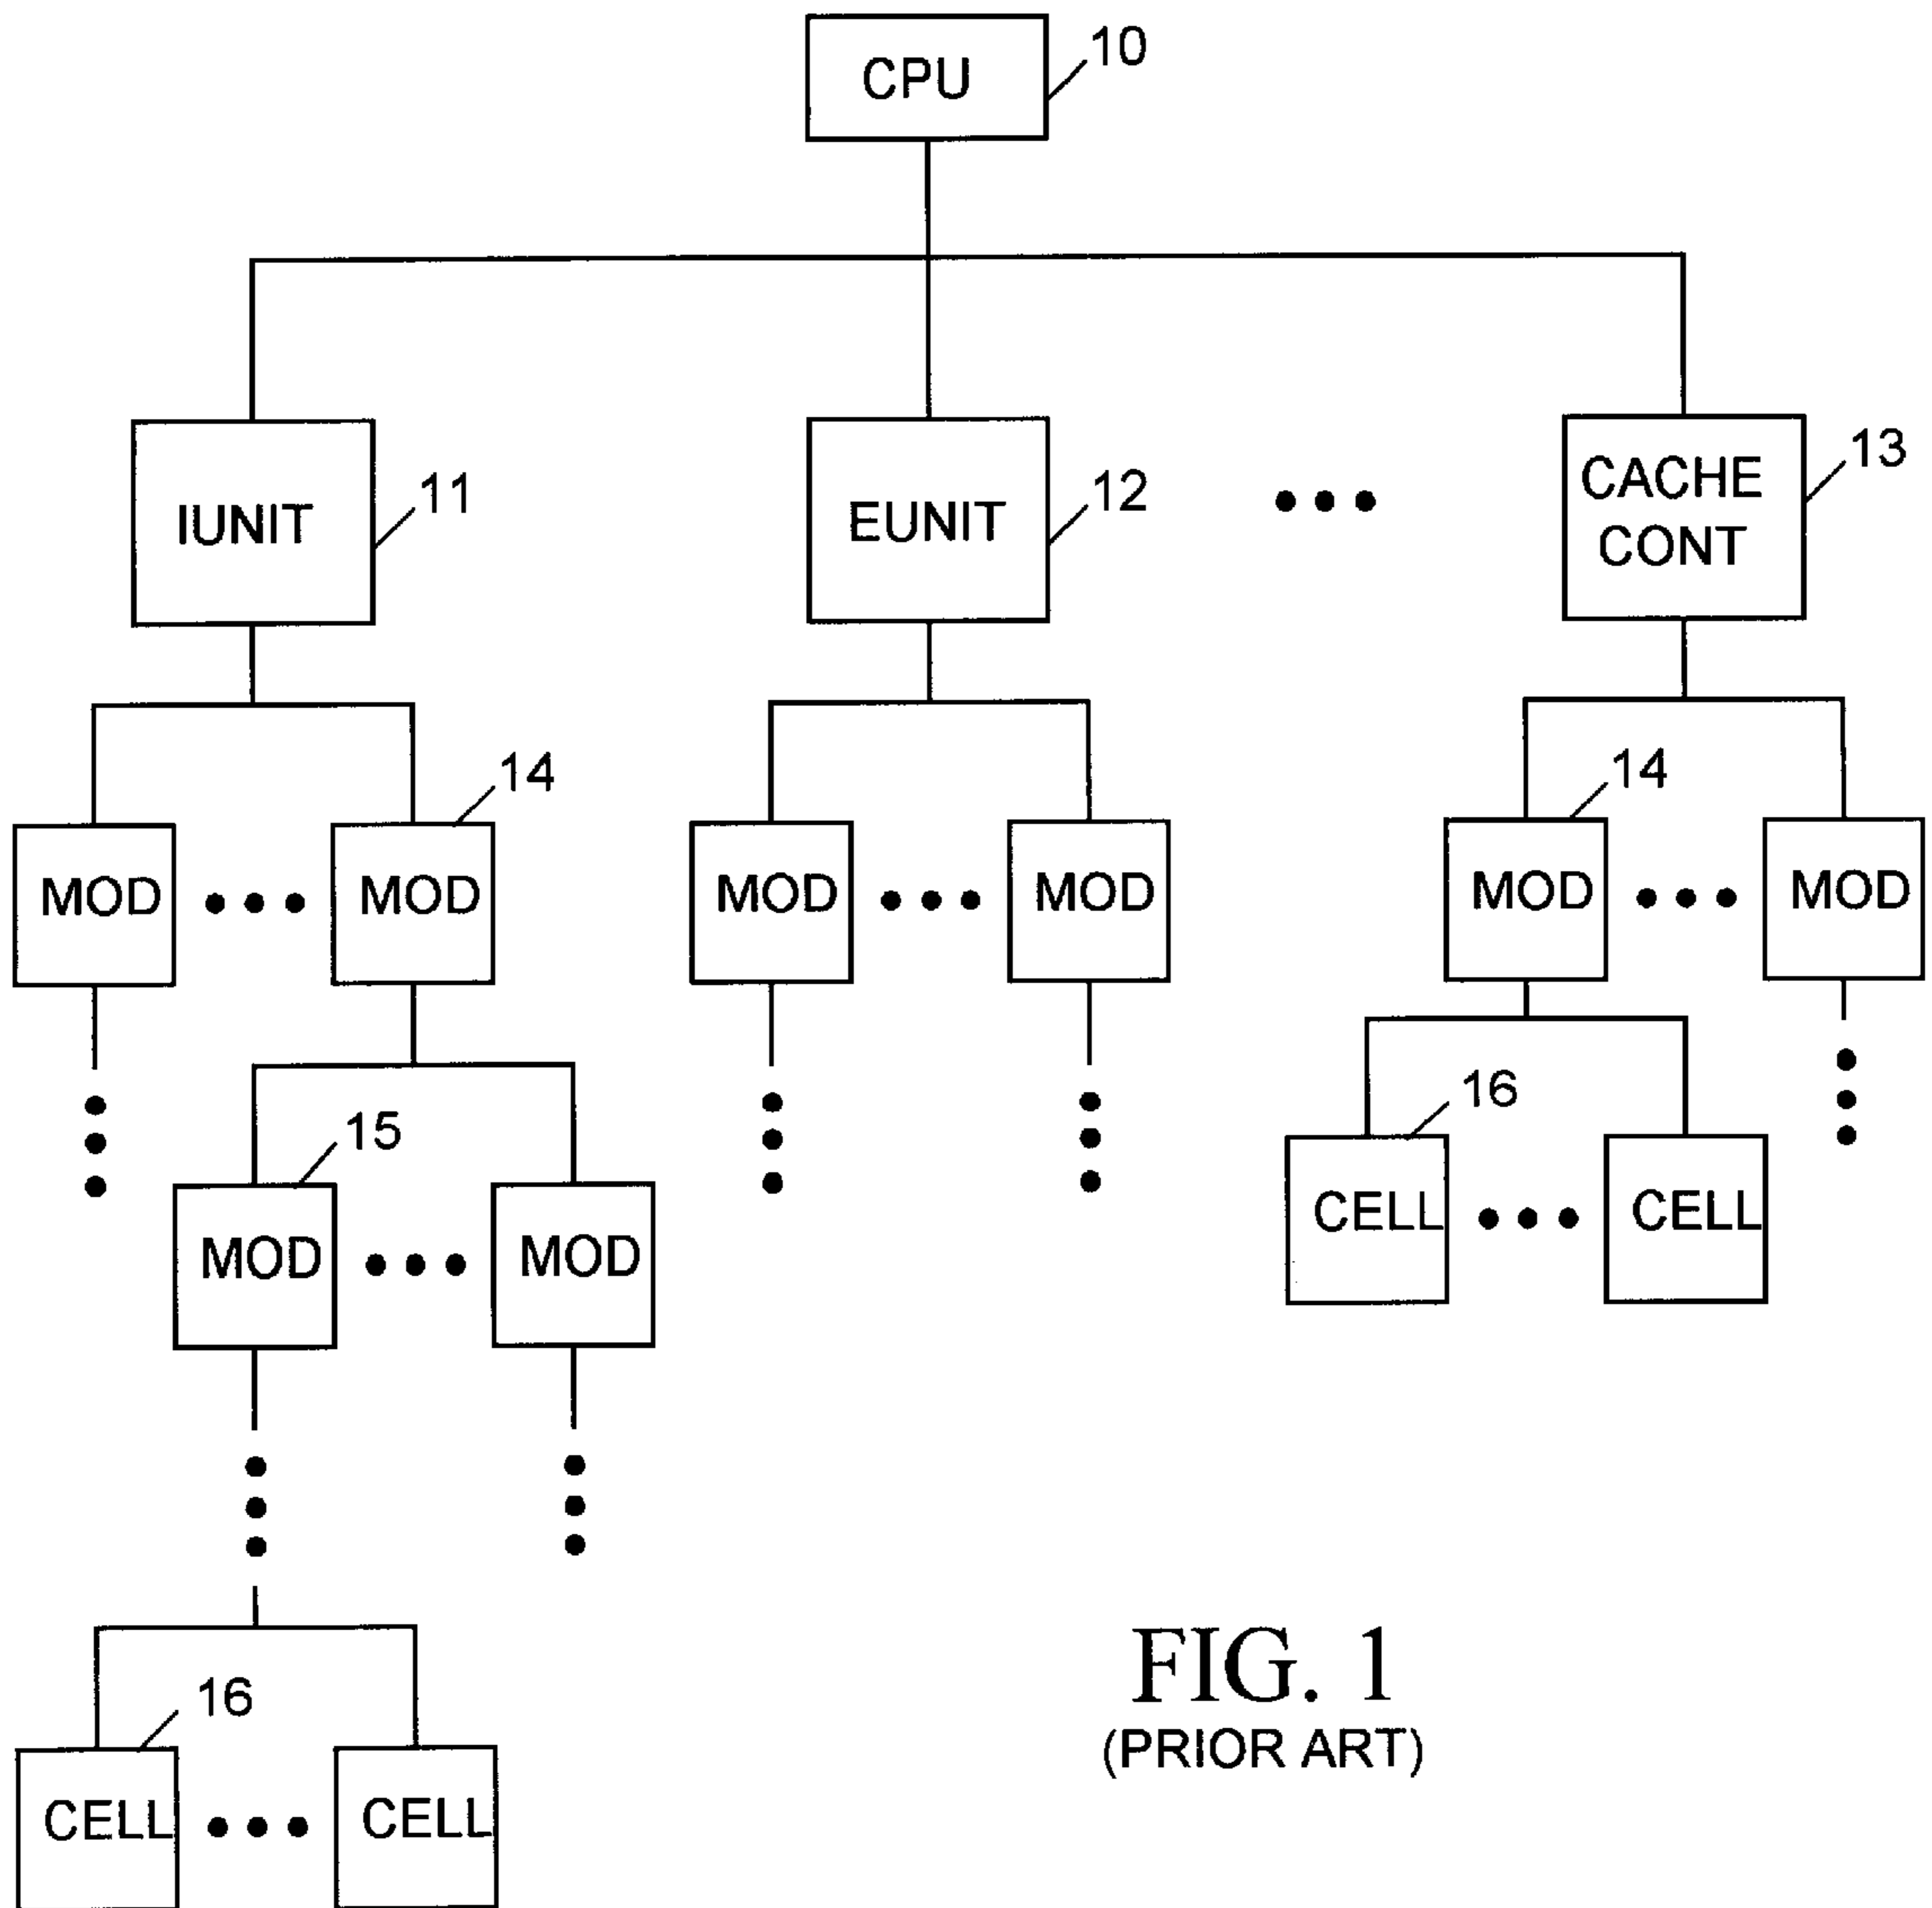 CPU
10
IUNIT
11
EUNIT
12
CACHE
CONT
13
14
14
MOD
MOD
MOD
MOD
MOD
MOD
15
16
MOD
MOD
CELL
CELL
16
CELL
CELL
FIG. 1
(PRIOR ART)